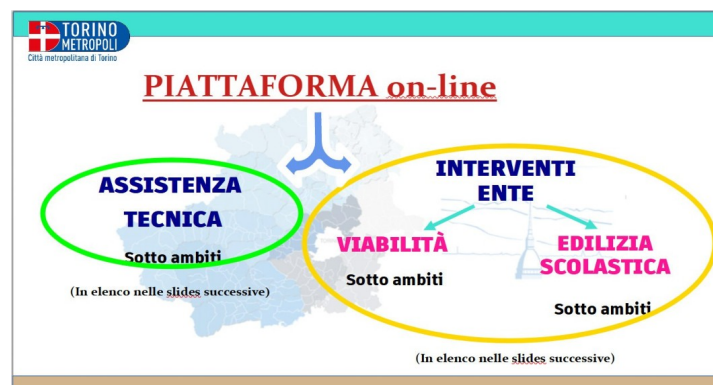 TORINO
METROPOLI
Città metropolitana di Torino
PIATTAFORMA on-line
ASSISTENZA
TECNICA
Sotto ambiti
(In elenco nelle slides successive)
INTERVENTI
ENTE
VIABILITÀ
Sotto ambiti
EDILIZIA
SCOLASTICA
Sotto ambiti
(In elenco nelle slides successive)